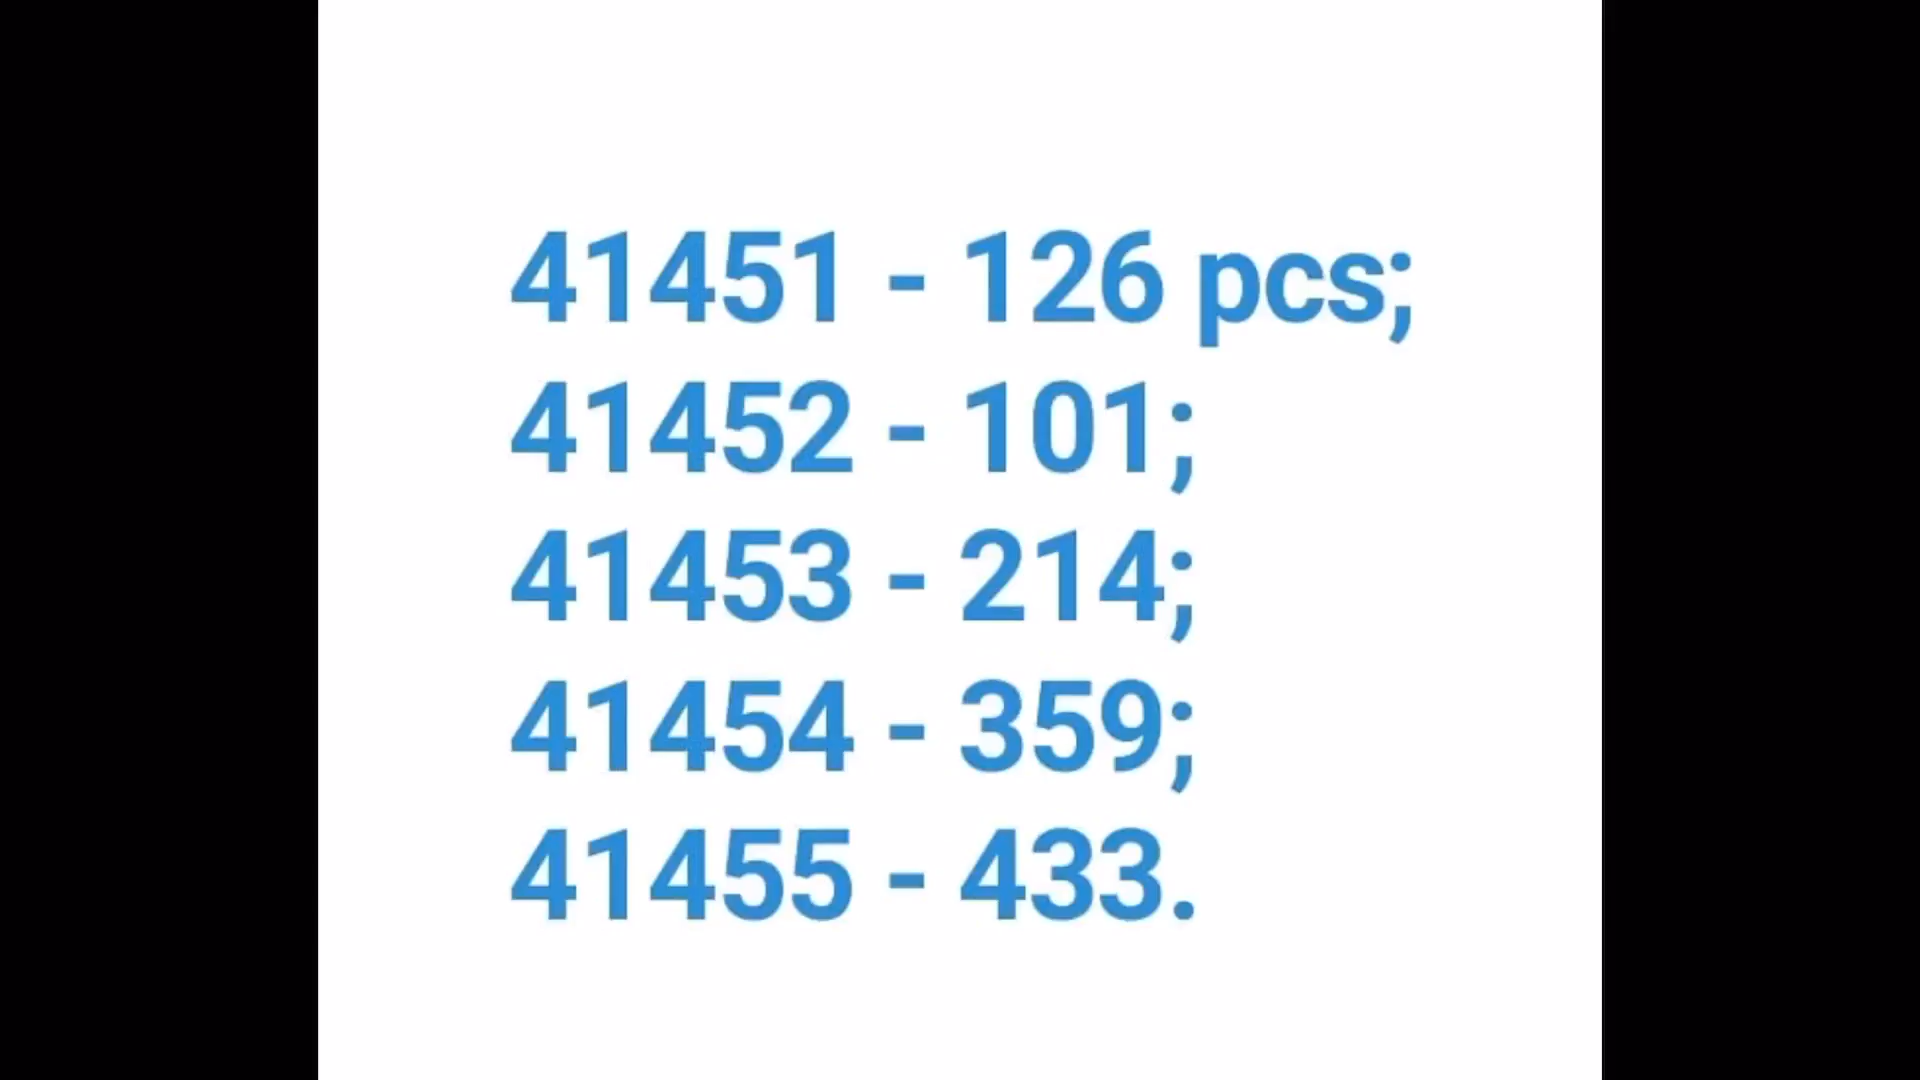 41451 - 126 pcs;
41452 - 101;
41453 - 214;
41454 - 359;
41455 - 433.